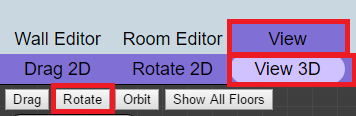 Wall Editor Room Editor View
Drag 2D Rotate 2D View 3D
Drag Rotate Orbit Show All Floors